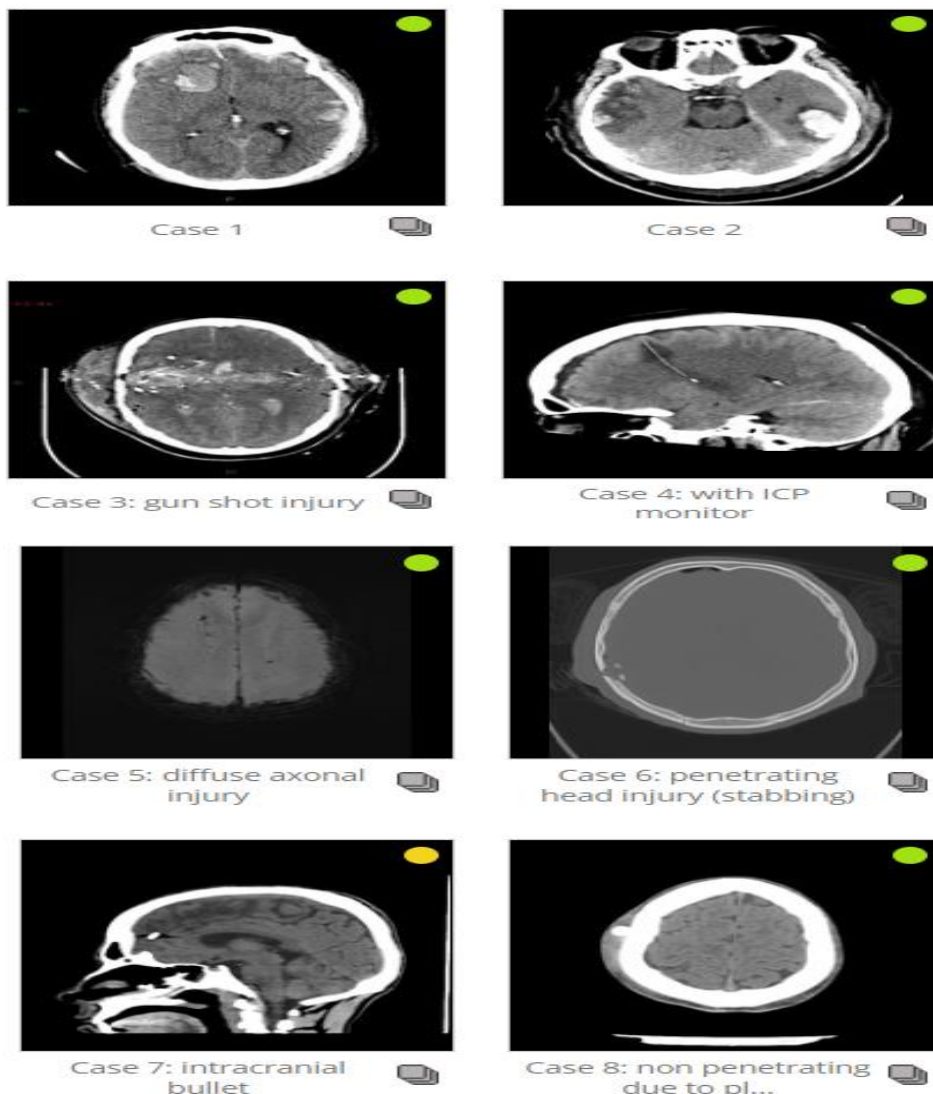 Case 1
Case 2
Case 3: gun shot injury
Case 4: with ICP
monitor
Case 5: diffuse axonal
injury
Case 6: penetrating
head injury (stabbing)
Case 7: intracranial
bullet
Case 8: non penetrating
due to pl...